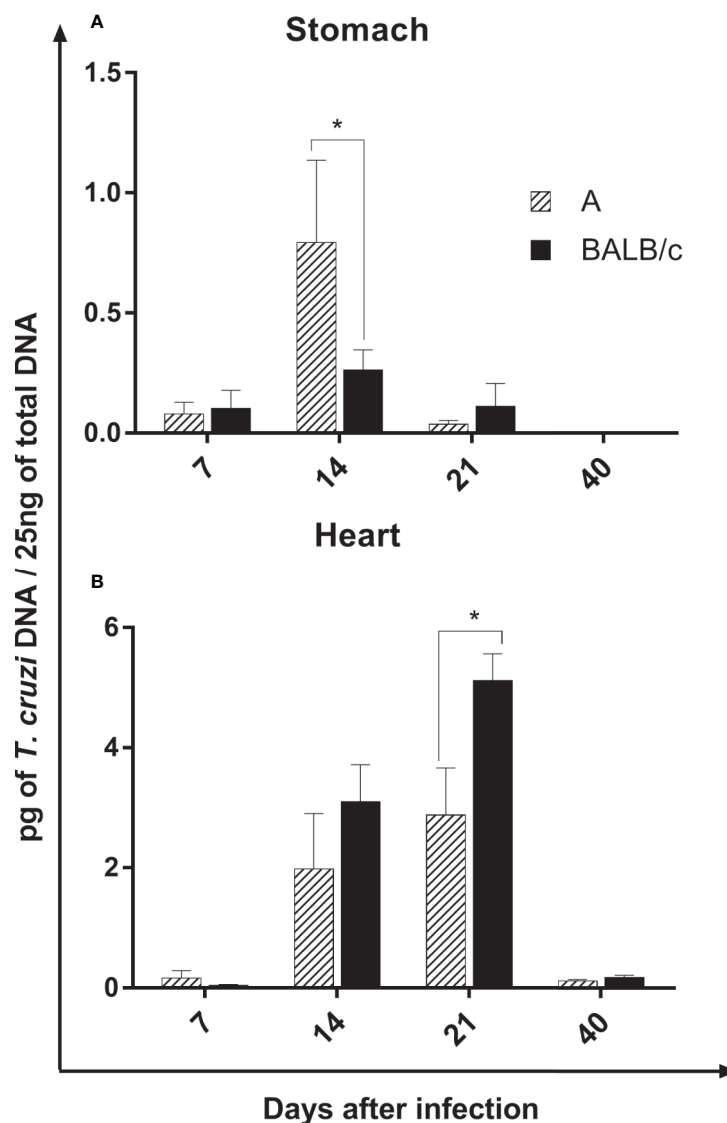 A
Stomach
1.5
*
1.0
A
BALB/c
0.5
0.0
7
14
21
40
Heart
B
6
*
4
2
0
7
14
21
40
pg of T. cruzi DNA / 25ng of total DNA
Days after infection